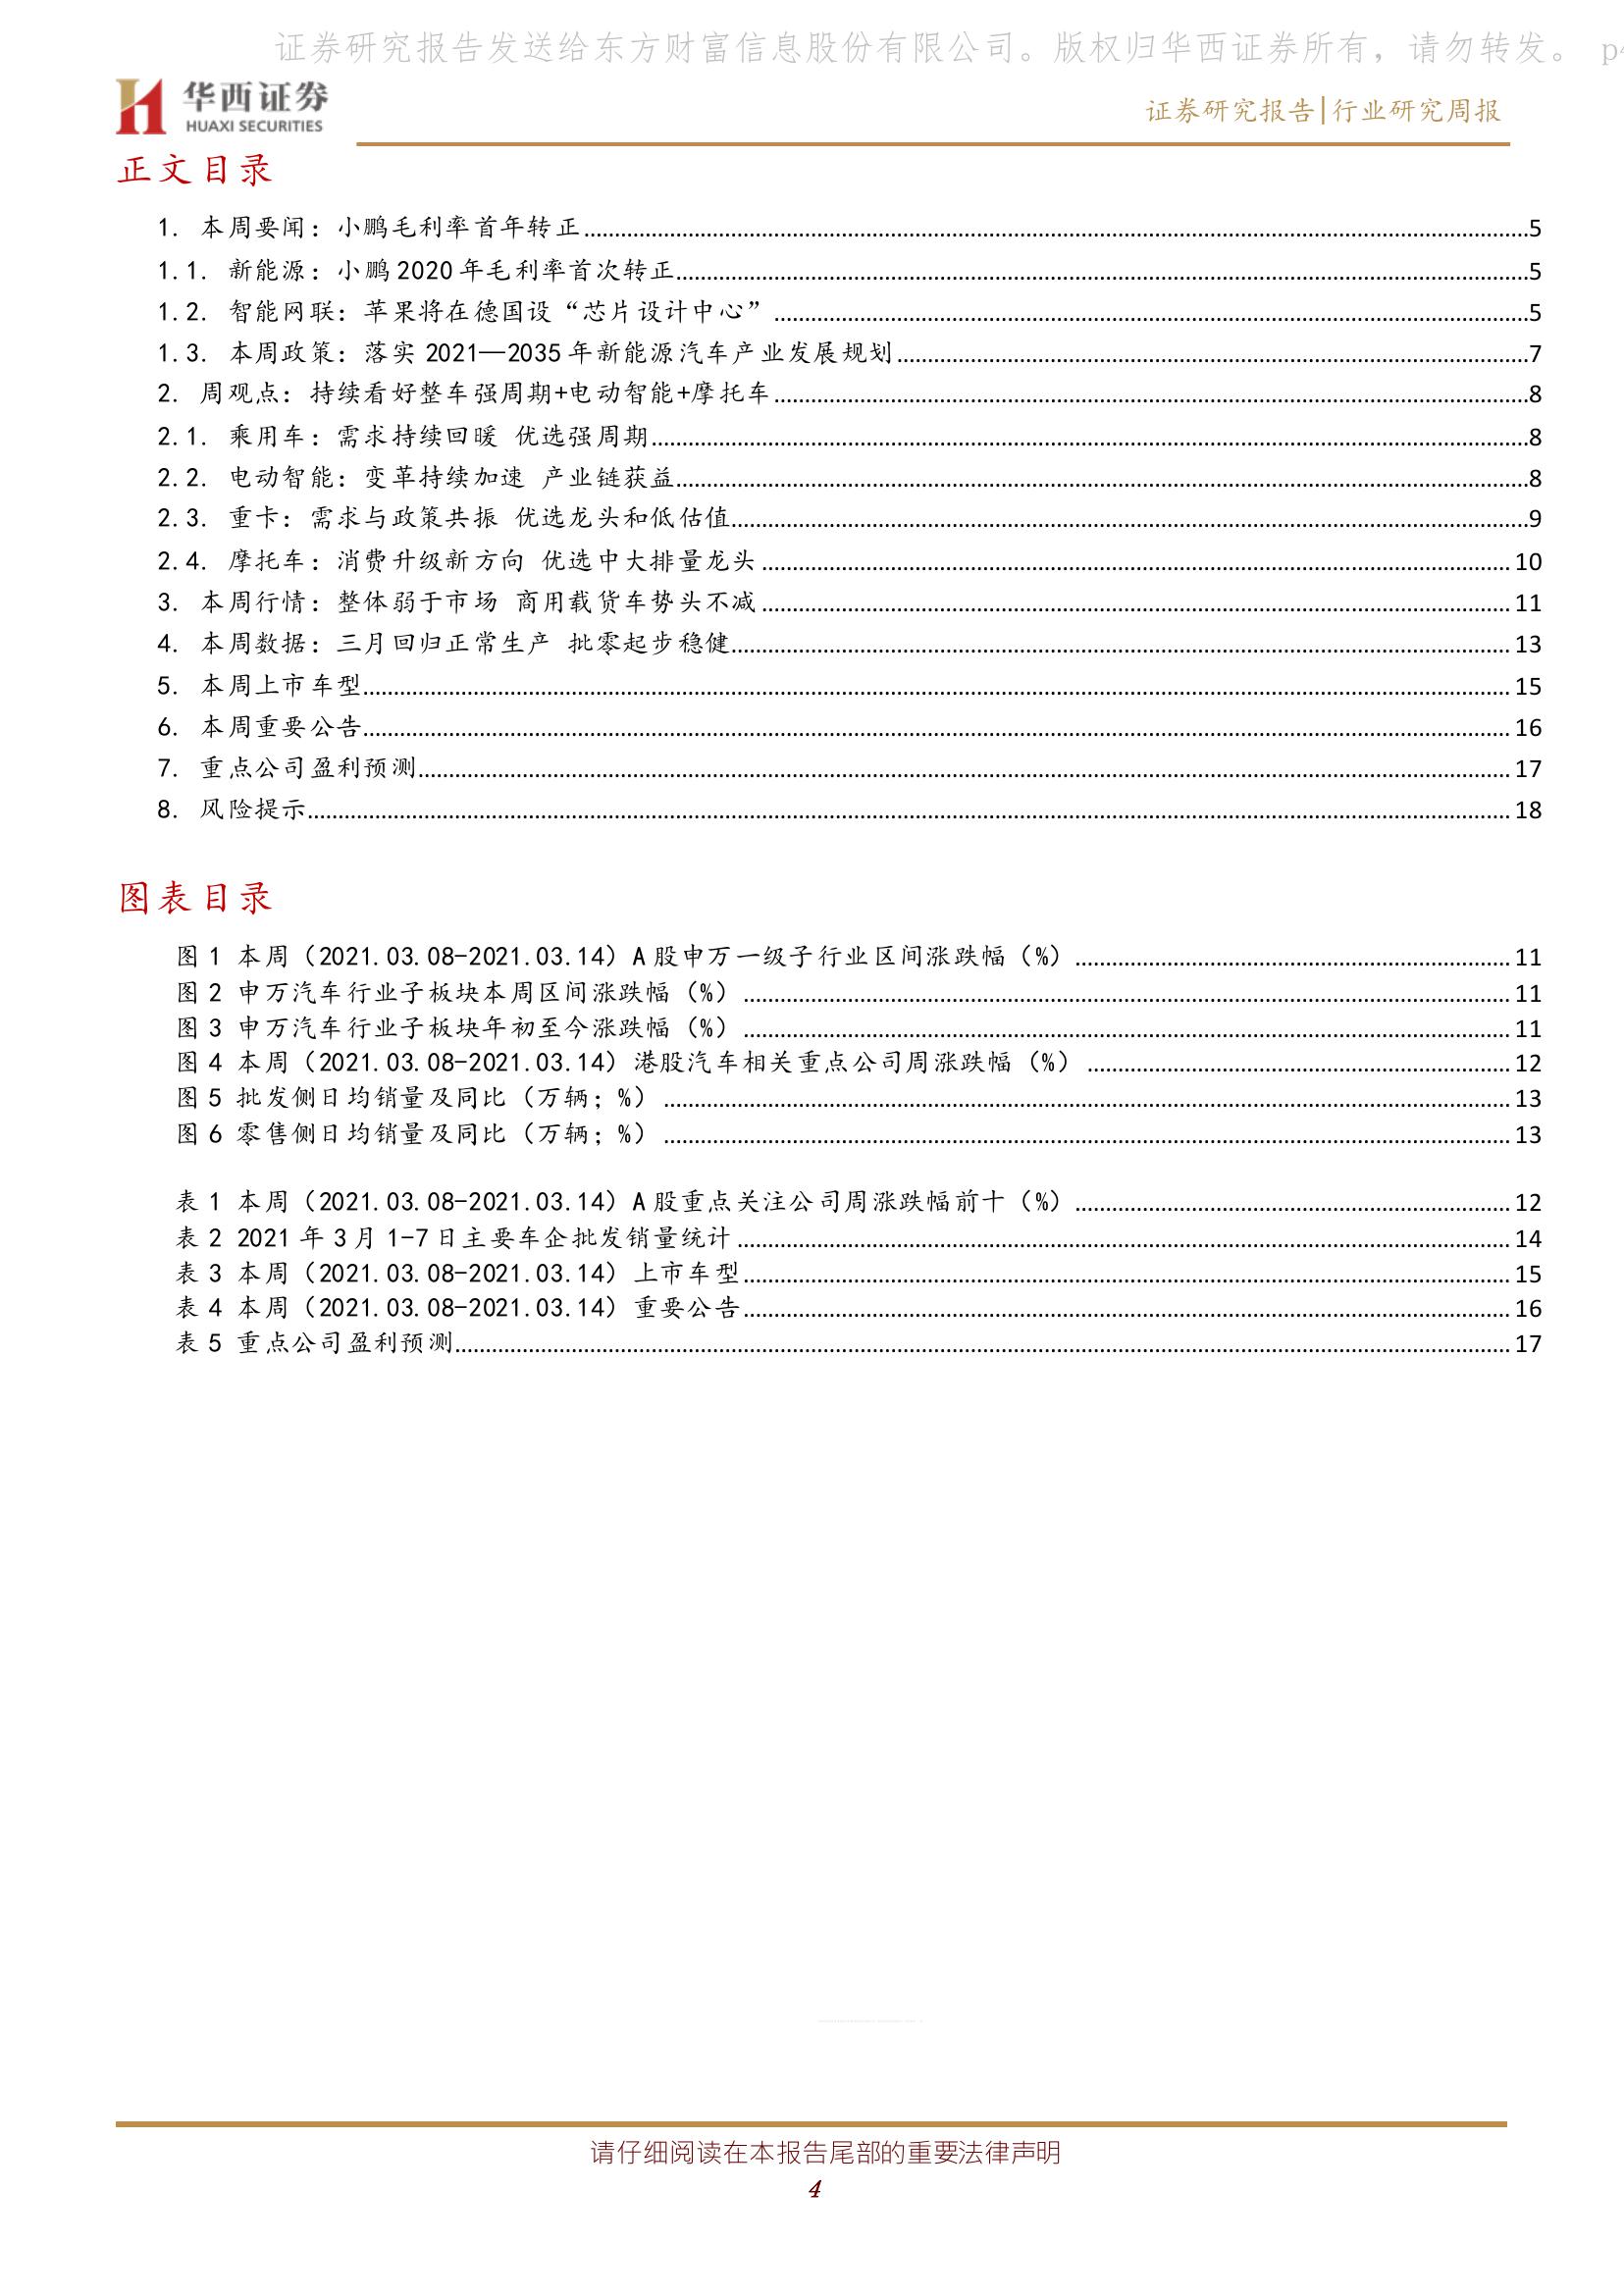 证券研究报告发送给东方财富信息股份有限公司。版权归华西证券所有，请勿转发。 p4
华西证券
HUAXI SECURITIES
证券研究报告|行业研究周报
正文目录
1. 本周要闻：小鹏毛利率首年转正........5
1.1. 新能源：小鹏 2020 年毛利率首次转正........5
1.2. 智能网联：苹果将在德国设“芯片设计中心”........5
1.3. 本周政策：落实 2021—2035 年新能源汽车产业发展规划........7
2. 周观点：持续看好整车强周期+电动智能+摩托车........8
2.1. 乘用车：需求持续回暖 优选强周期........8
2.2. 电动智能：变革持续加速 产业链获益........8
2.3. 重卡：需求与政策共振 优选龙头和低估值........9
2.4. 摩托车：消费升级新方向 优选中大排量龙头........10
3. 本周行情：整体弱于市场 商用载货车势头不减........11
4. 本周数据：三月回归正常生产 批零起步稳健........13
5. 本周上市车型........15
6. 本周重要公告........16
7. 重点公司盈利预测........17
8. 风险提示........18
图表目录
图 1 本周（2021.03.08-2021.03.14）A 股申万一级子行业区间涨跌幅（%）........11
图 2 申万汽车行业子板块本周区间涨跌幅（%）........11
图 3 申万汽车行业子板块年初至今涨跌幅（%）........11
图 4 本周（2021.03.08-2021.03.14）港股汽车相关重点公司周涨跌幅（%）........12
图 5 批发侧日均销量及同比（万辆；%）........13
图 6 零售侧日均销量及同比（万辆；%）........13
表 1 本周（2021.03.08-2021.03.14）A 股重点关注公司周涨跌幅前十（%）........12
表 2 2021 年 3 月 1-7 日主要车企批发销量统计........14
表 3 本周（2021.03.08-2021.03.14）上市车型........15
表 4 本周（2021.03.08-2021.03.14）重要公告........16
表 5 重点公司盈利预测........17
请仔细阅读在本报告尾部的重要法律声明
4